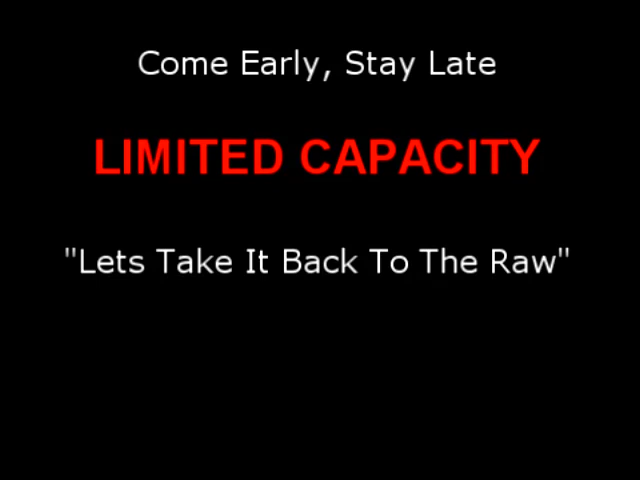 Come Early, Stay Late
LIMITED CAPACITY
"Lets Take It Back To The Raw"